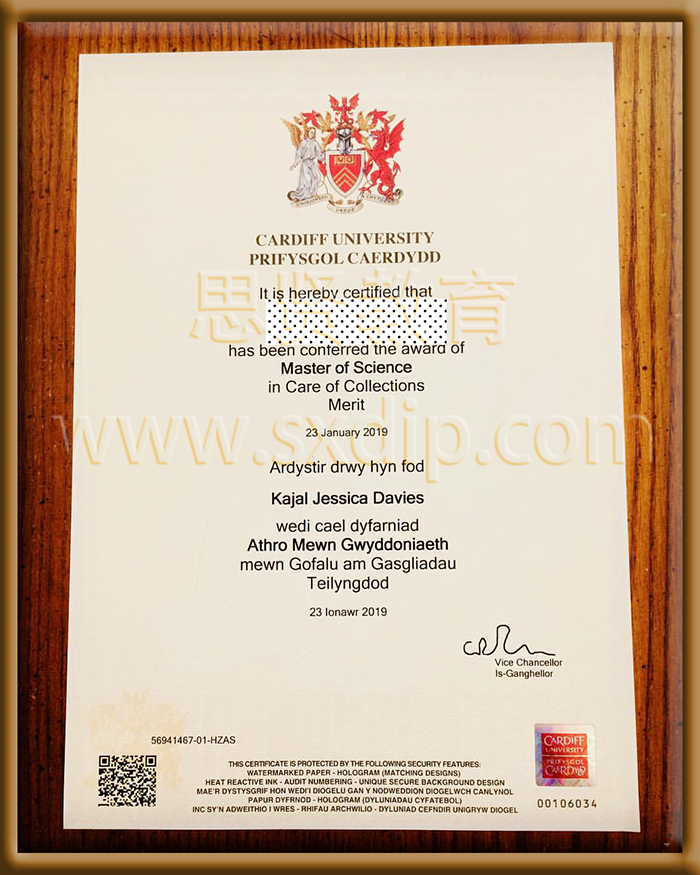 CARDIFF UNIVERSITY
PRIFYSGOL CAERDYDD
思贤教育
It is hereby certified that
has been conferred the award of
Master of Science
in Care of Collections
Merit
www.sxdip.com
23 January 2019
Ardystir drwy hyn fod
Kajal Jessica Davies
wedi cael dyfarniad
Athro Mewn Gwyddoniaeth
mewn Gofalu am Gasgliadau
Teilyngdod
23 Ionawr 2019
Vice Chancellor
Is-Ganghellor
56941467-01-HZAS
THIS CERTIFICATE IS PROTECTED BY THE FOLLOWING SECURITY FEATURES:
WATERMARKED PAPER - HOLOGRAM (MATCHING DESIGNS)
HEAT REACTIVE INK - AUDIT NUMBERING - UNIQUE SECURE BACKGROUND DESIGN
MAE'R DYSTYSGRIF HON WEDI DIOGELU GAN Y NODWEDDION DIOGELWCH CANLYNOL
PAPUR DYFRNOD - HOLOGRAM (DYLUNIADAU CYFATEBOL)
INC SY'N ADWEITHIO I WRES - RHIFAU ARCHWILIO - DYLUNIAD CEFNDIR UNIGRYW DIOGEL
CARDIFF
UNIVERSITY
PRIFYSGOL
CAERDYDD
00106034